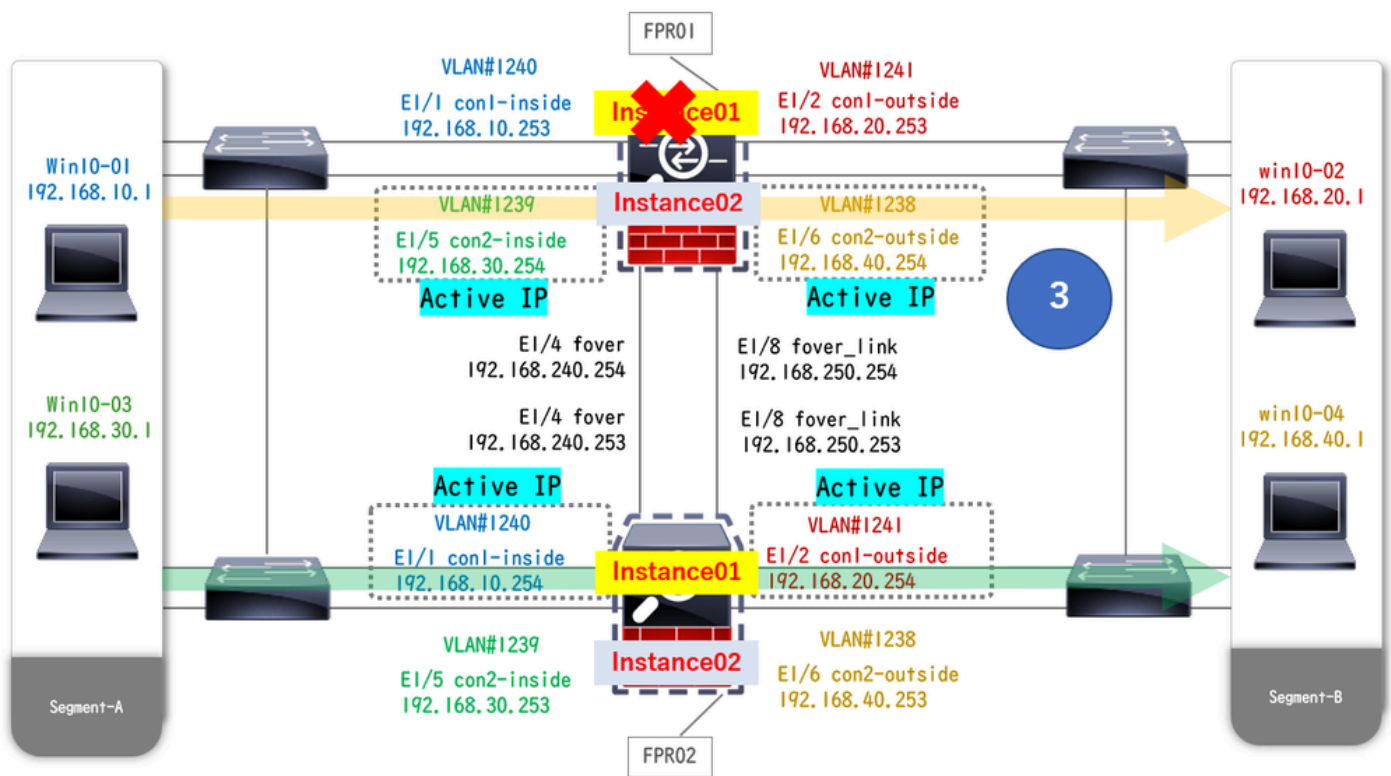 FPR01
VLAN#1240
E1/1 con1-inside
192.168.10.253
Instance01
VLAN#1241
E1/2 con1-outside
192.168.20.253
Win10-01
192.168.10.1
win10-02
192.168.20.1
VLAN#1239
E1/5 con2-inside
192.168.30.254
Active IP
Instance02
VLAN#1238
E1/6 con2-outside
192.168.40.254
Active IP
3
E1/4 fover
192.168.240.254
E1/8 fover_link
192.168.250.254
Win10-03
192.168.30.1
E1/4 fover
192.168.240.253
E1/8 fover_link
192.168.250.253
win10-04
192.168.40.1
Active IP
VLAN#1240
E1/1 con1-inside
192.168.10.254
Instance01
Active IP
VLAN#1241
E1/2 con1-outside
192.168.20.254
VLAN#1239
E1/5 con2-inside
192.168.30.253
Instance02
VLAN#1238
E1/6 con2-outside
192.168.40.253
Segment-A
Segment-B
FPR02